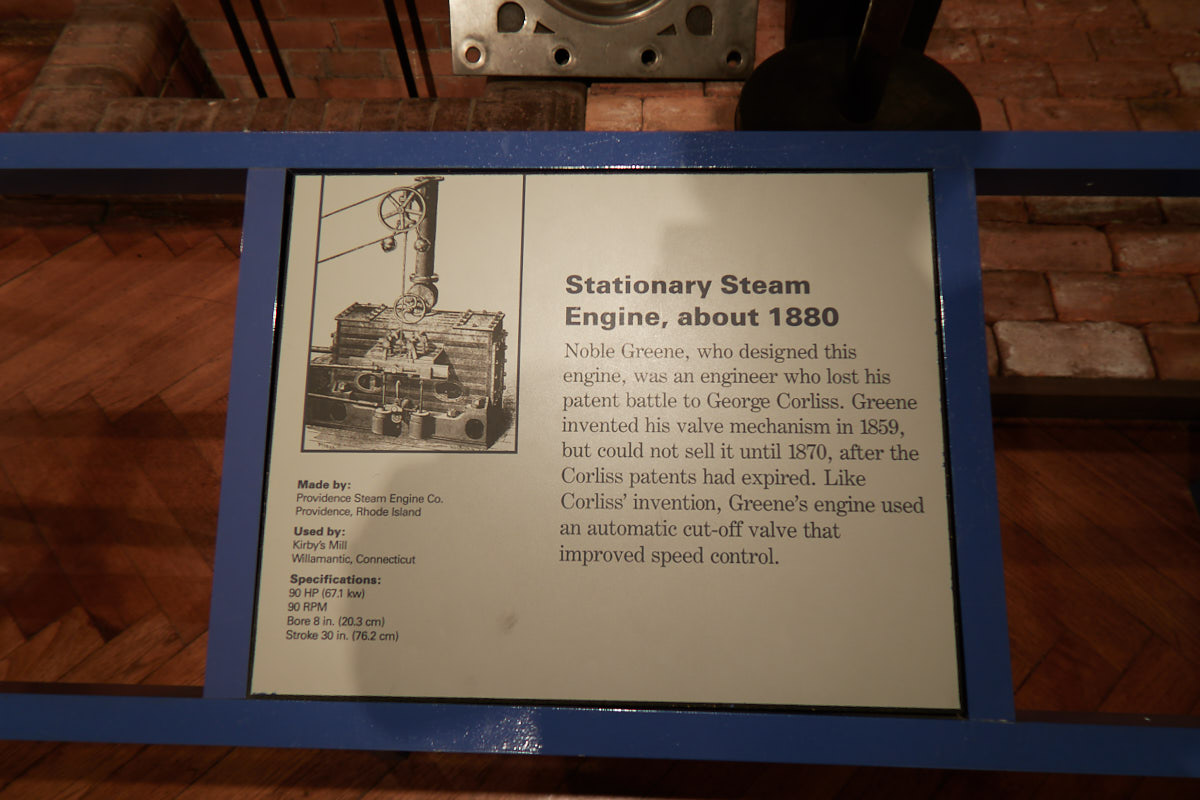 Stationary Steam
Engine, about 1880
Noble Greene, who designed this
engine, was an engineer who lost his
patent battle to George Corliss. Greene
invented his valve mechanism in 1859,
but could not sell it until 1870, after the
Corliss patents had expired. Like
Corliss' invention, Greene's engine used
an automatic cut-off valve that
improved speed control.
Made by:
Providence Steam Engine Co.
Providence, Rhode Island
Used by:
Kirby's Mill
Willamantic, Connecticut
Specifications:
90 HP (67.1 kw)
90 RPM
Bore 8 in. (20.3 cm)
Stroke 30 in. (76.2 cm)